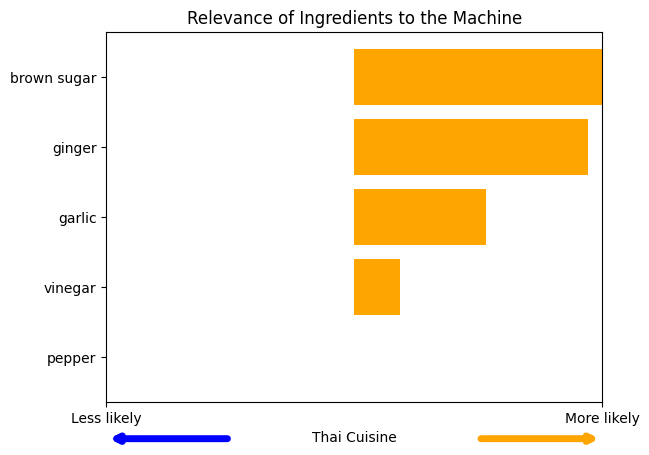 Relevance of Ingredients to the Machine
brown sugar
ginger
garlic
vinegar
pepper
Less likely
More likely
Thai Cuisine